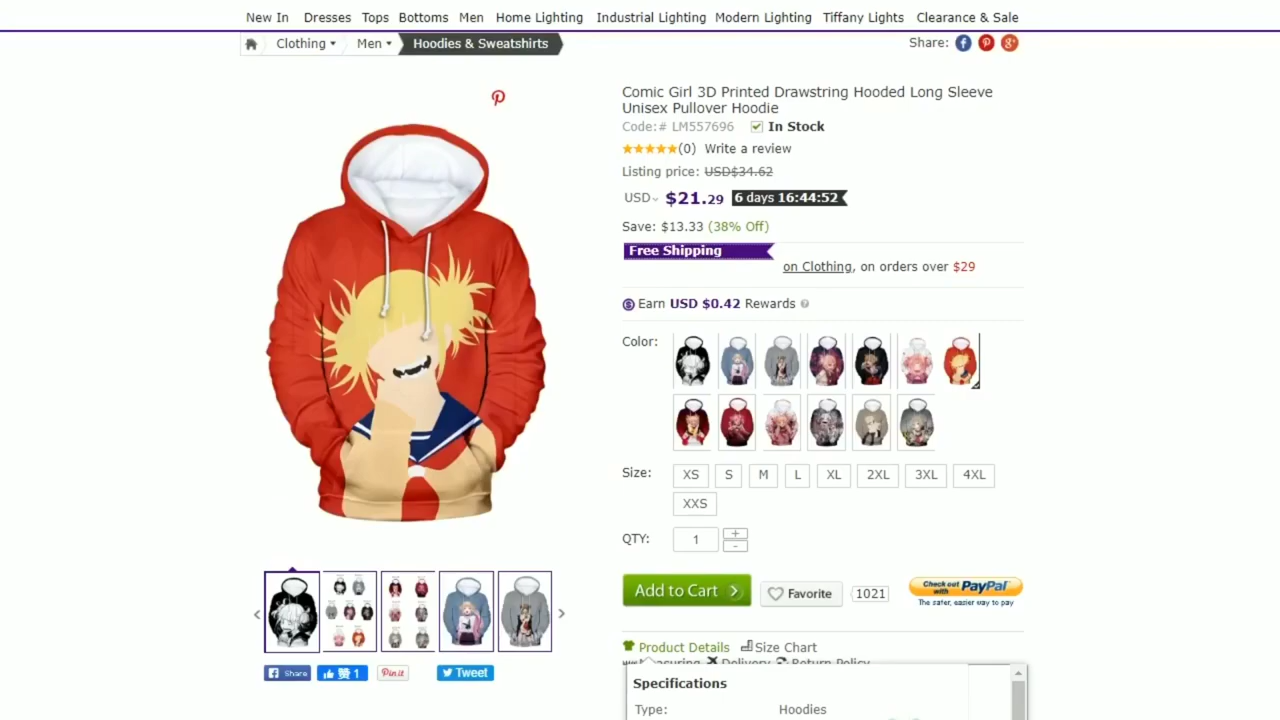 New In Dresses Tops Bottoms Men Home Lighting Industrial Lighting Modern Lighting Tiffany Lights Clearance & Sale
Clothing Men Hoodies & Sweatshirts
Share:
Comic Girl 3D Printed Drawstring Hooded Long Sleeve
Unisex Pullover Hoodie
Code:# LM557696 In Stock
(0) Write a review
Listing price: USD$34.62
USD $21.29 6 days 16:44:52
Save: $13.33 (38% Off)
Free Shipping
on Clothing, on orders over $29
Earn USD $0.42 Rewards
Color:
Size: XS S M L XL 2XL 3XL 4XL
XXS
QTY: 1 + -
Add to Cart Favorite 1021 Check out with PayPal
The safer, easier way to pay
Product Details Size Chart
Measuring Delivery Return Policy
Share 赞 1 Pin it Tweet
Specifications
Type: Hoodies